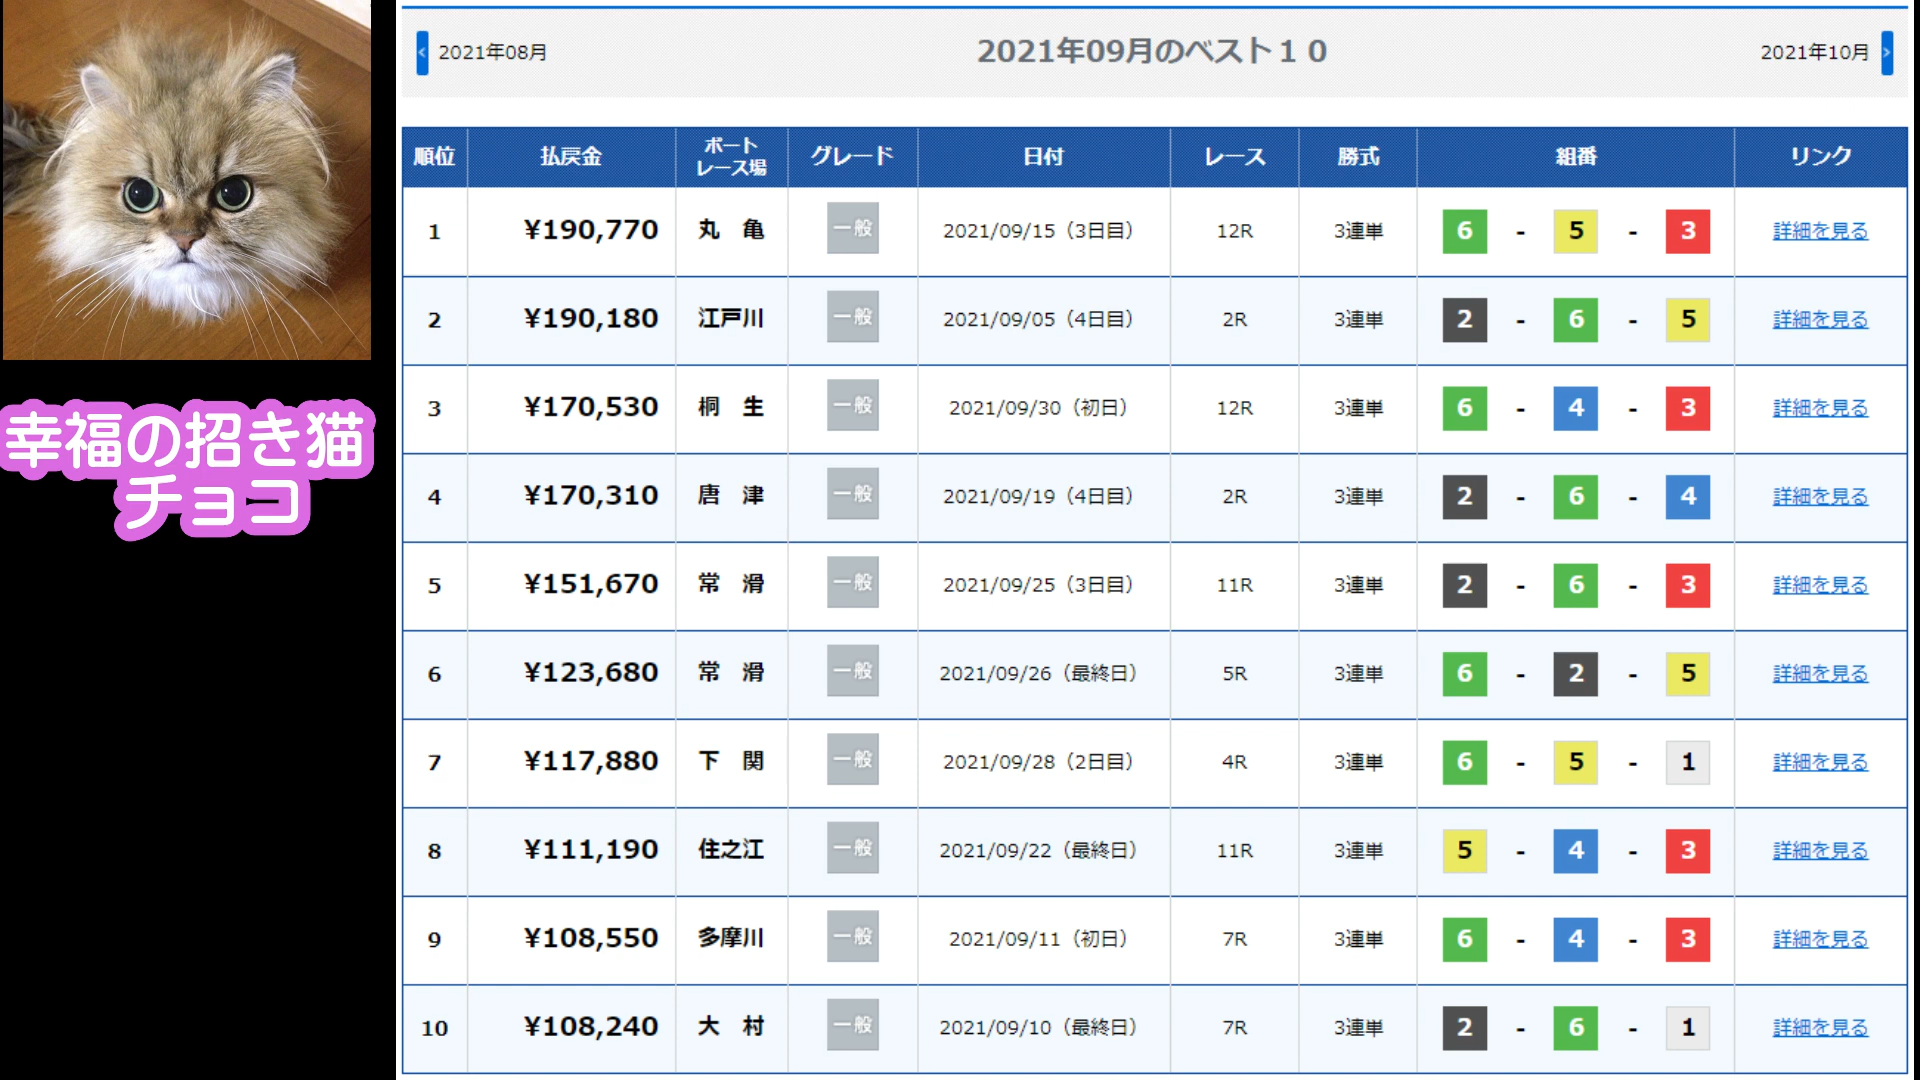 幸福の招き猫
チョコ
2021年08月 2021年09月のベスト１０ 2021年10月
順位 払戻金 ボートレース場 グレード 日付 レース 勝式 組番 リンク
1 ¥190,770 丸 亀 一般 2021/09/15（3日目） 12R 3連単 6 - 5 - 3 詳細を見る
2 ¥190,180 江戸川 一般 2021/09/05（4日目） 2R 3連単 2 - 6 - 5 詳細を見る
3 ¥170,530 桐 生 一般 2021/09/30（初日） 12R 3連単 6 - 4 - 3 詳細を見る
4 ¥170,310 唐 津 一般 2021/09/19（4日目） 2R 3連単 2 - 6 - 4 詳細を見る
5 ¥151,670 常 滑 一般 2021/09/25（3日目） 11R 3連単 2 - 6 - 3 詳細を見る
6 ¥123,680 常 滑 一般 2021/09/26（最終日） 5R 3連単 6 - 2 - 5 詳細を見る
7 ¥117,880 下 関 一般 2021/09/28（2日目） 4R 3連単 6 - 5 - 1 詳細を見る
8 ¥111,190 住之江 一般 2021/09/22（最終日） 11R 3連単 5 - 4 - 3 詳細を見る
9 ¥108,550 多摩川 一般 2021/09/11（初日） 7R 3連単 6 - 4 - 3 詳細を見る
10 ¥108,240 大 村 一般 2021/09/10（最終日） 7R 3連単 2 - 6 - 1 詳細を見る